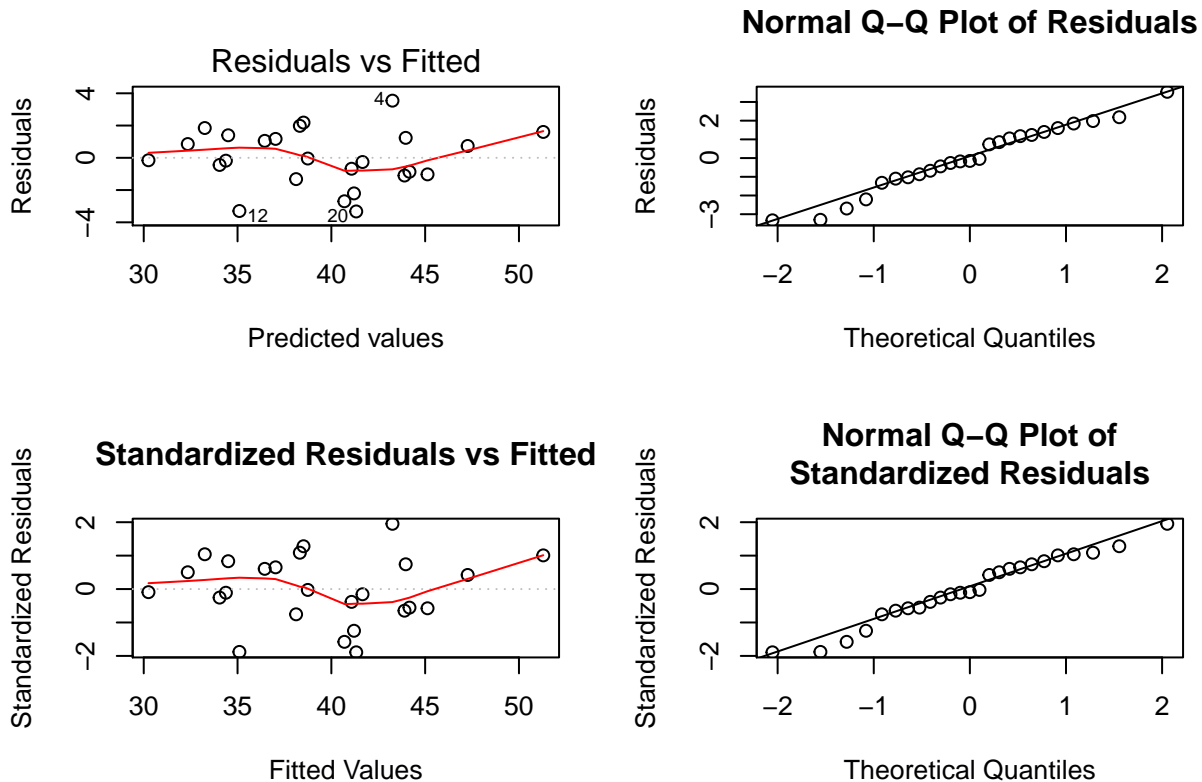 Residuals vs Fitted
Residuals
4
0
−4
4
12
20
30 35 40 45 50
Predicted values
Normal Q−Q Plot of Residuals
Residuals
2
0
−3
−2 −1 0 1 2
Theoretical Quantiles
Standardized Residuals vs Fitted
Standardized Residuals
2
0
−2
30 35 40 45 50
Fitted Values
Normal Q−Q Plot of
Standardized Residuals
Standardized Residuals
2
0
−2
−2 −1 0 1 2
Theoretical Quantiles